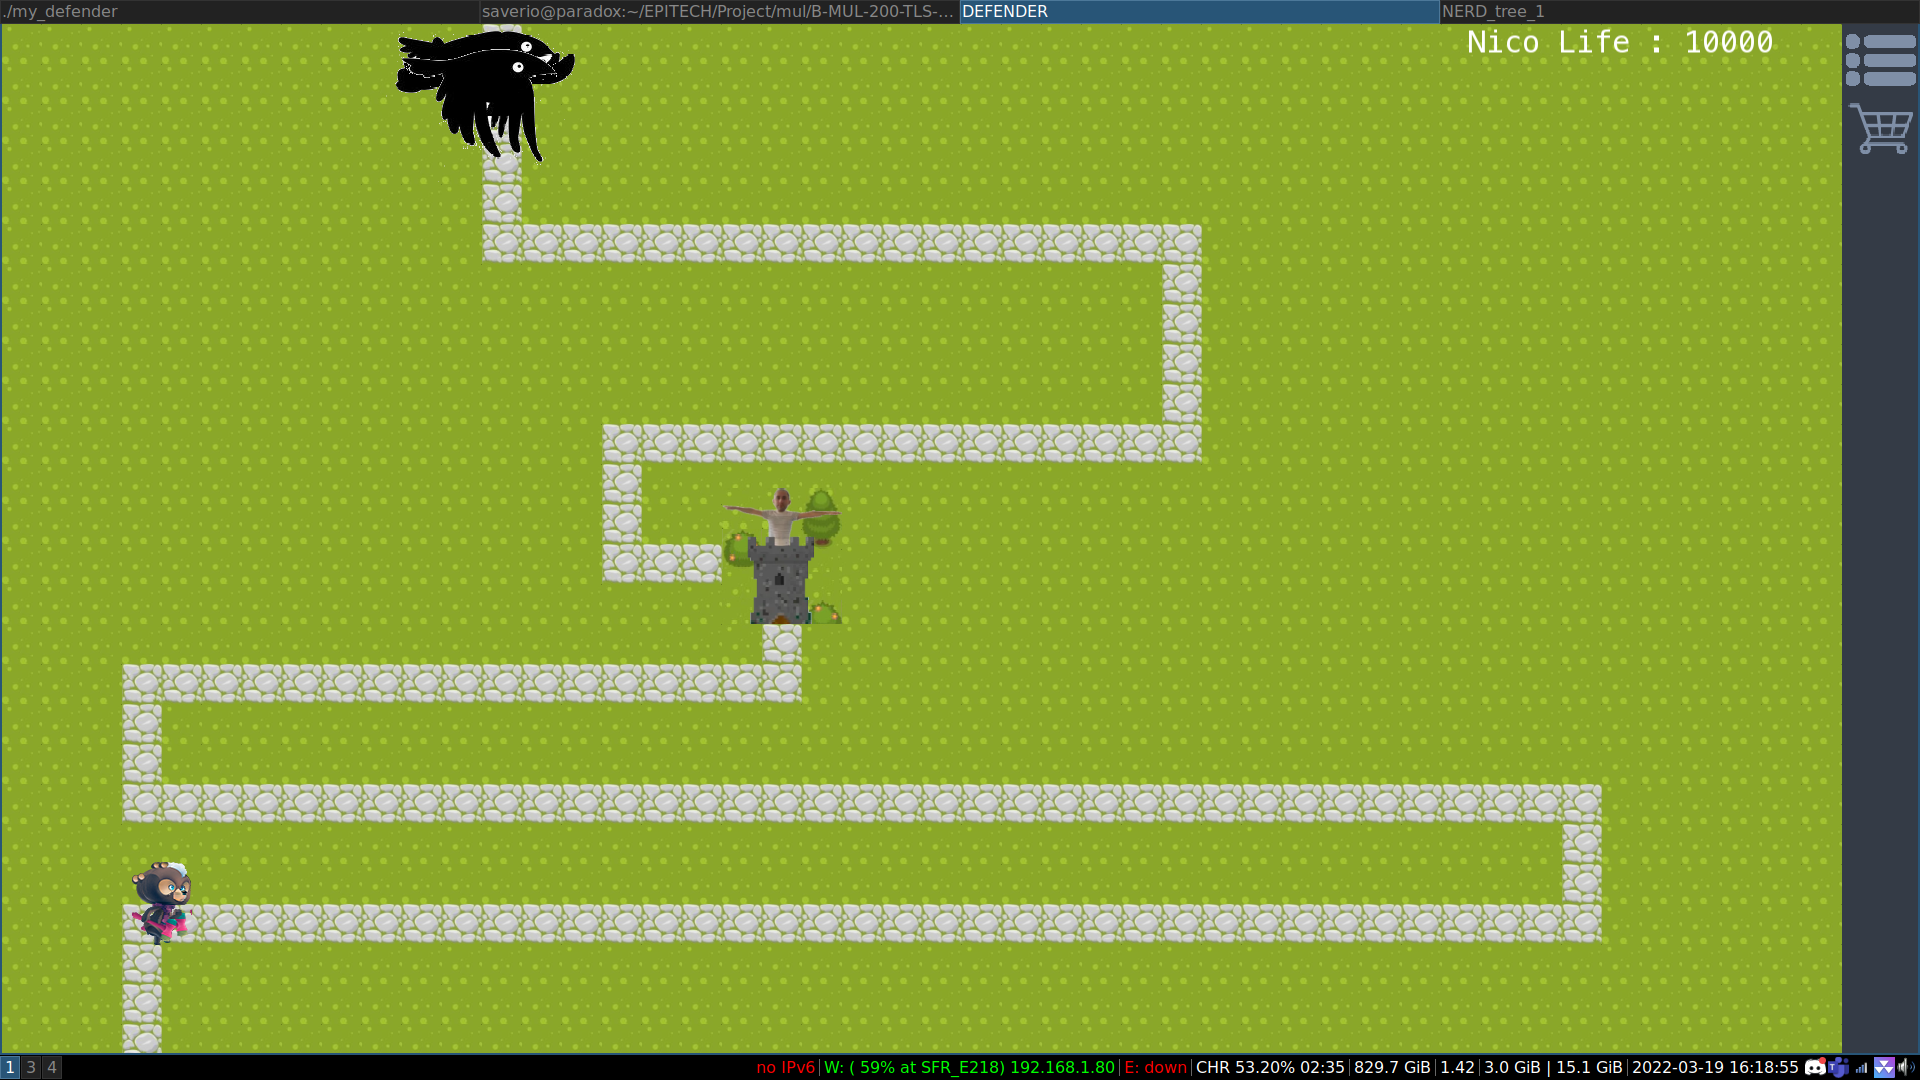 ./my_defender
saverio@paradox:~/EPITECH/Project/mul/B-MUL-200-TLS-...
DEFENDER
NERD_tree_1
Nico Life : 10000
1 3 4
no IPv6|W: ( 59% at SFR_E218) 192.168.1.80|E: down|CHR 53.20% 02:35|829.7 GiB|1.42|3.0 GiB | 15.1 GiB|2022-03-19 16:18:55